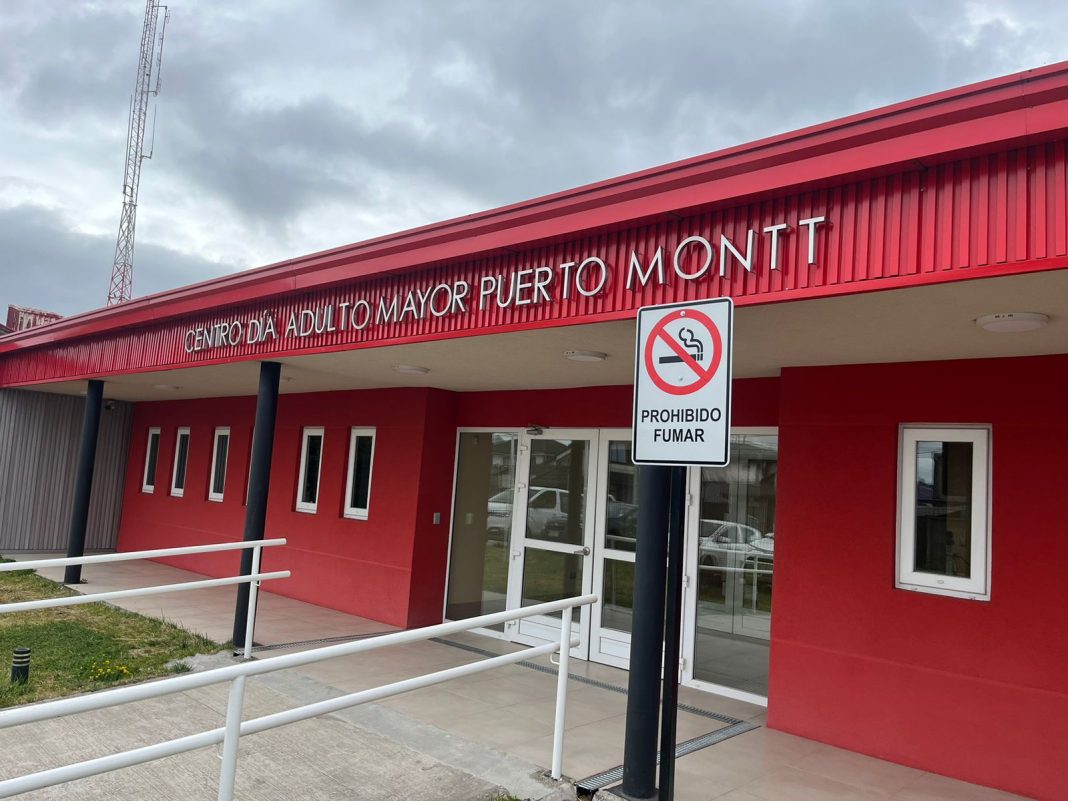 CENTRO DÍA ADULTO MAYOR PUERTO MONTT
PROHIBIDO
FUMAR